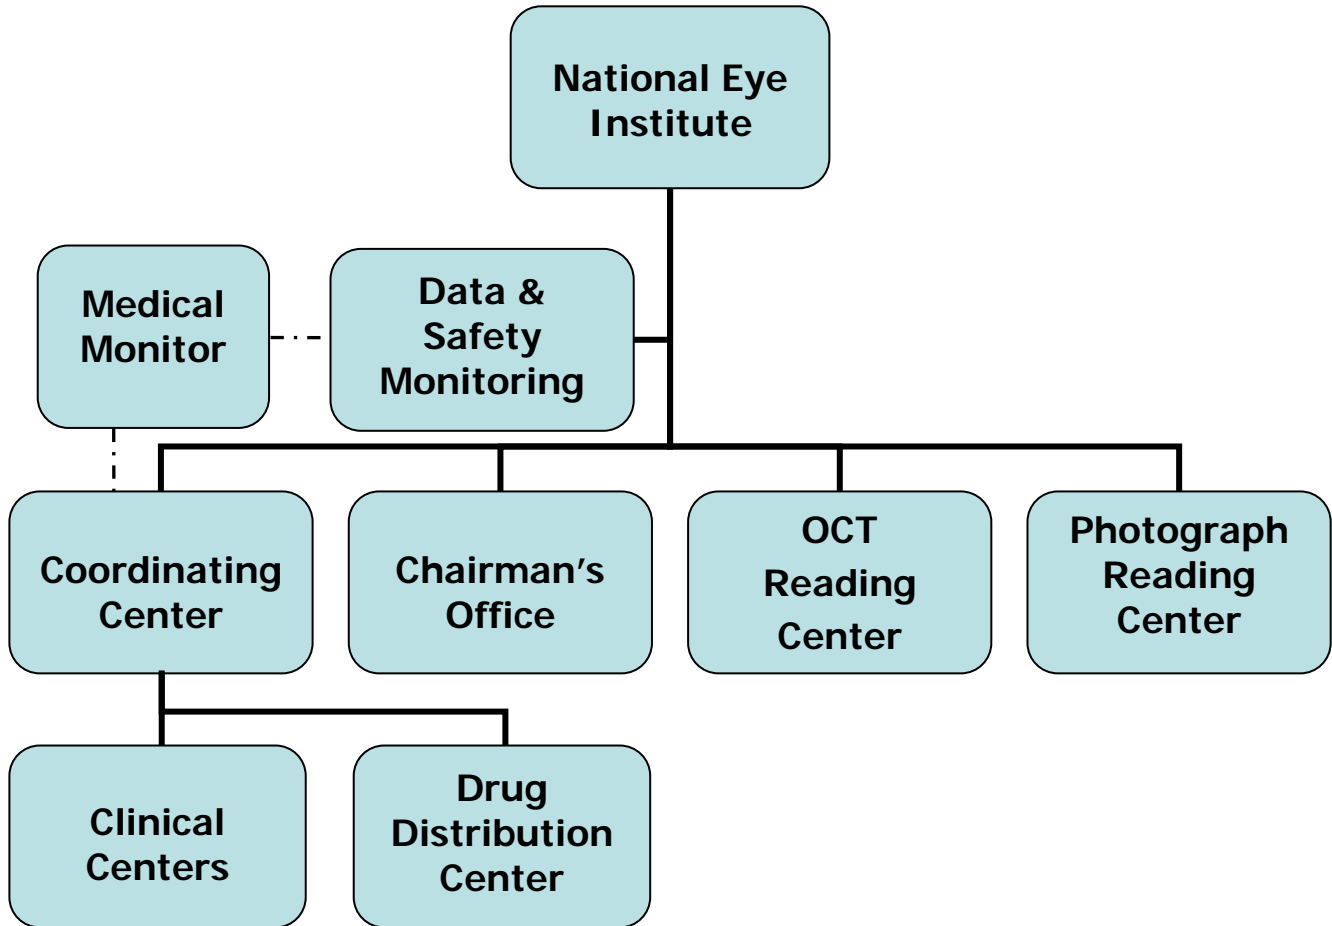 National Eye
Institute
Medical
Monitor
Data &
Safety
Monitoring
Coordinating
Center
Chairman’s
Office
OCT
Reading
Center
Photograph
Reading
Center
Clinical
Centers
Drug
Distribution
Center